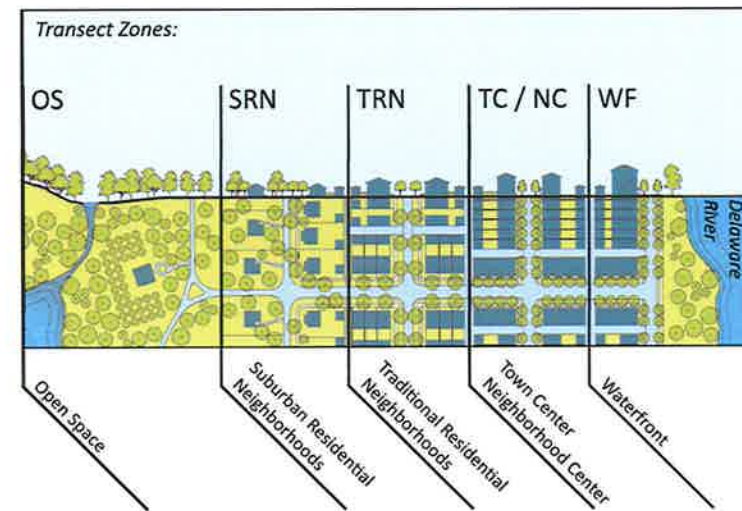 Transect Zones:
OS
SRN
TRN
TC / NC
WF
Delaware
River
Open Space
Suburban Residential
Neighborhoods
Traditional Residential
Neighborhoods
Town Center
Neighborhood Center
Waterfront